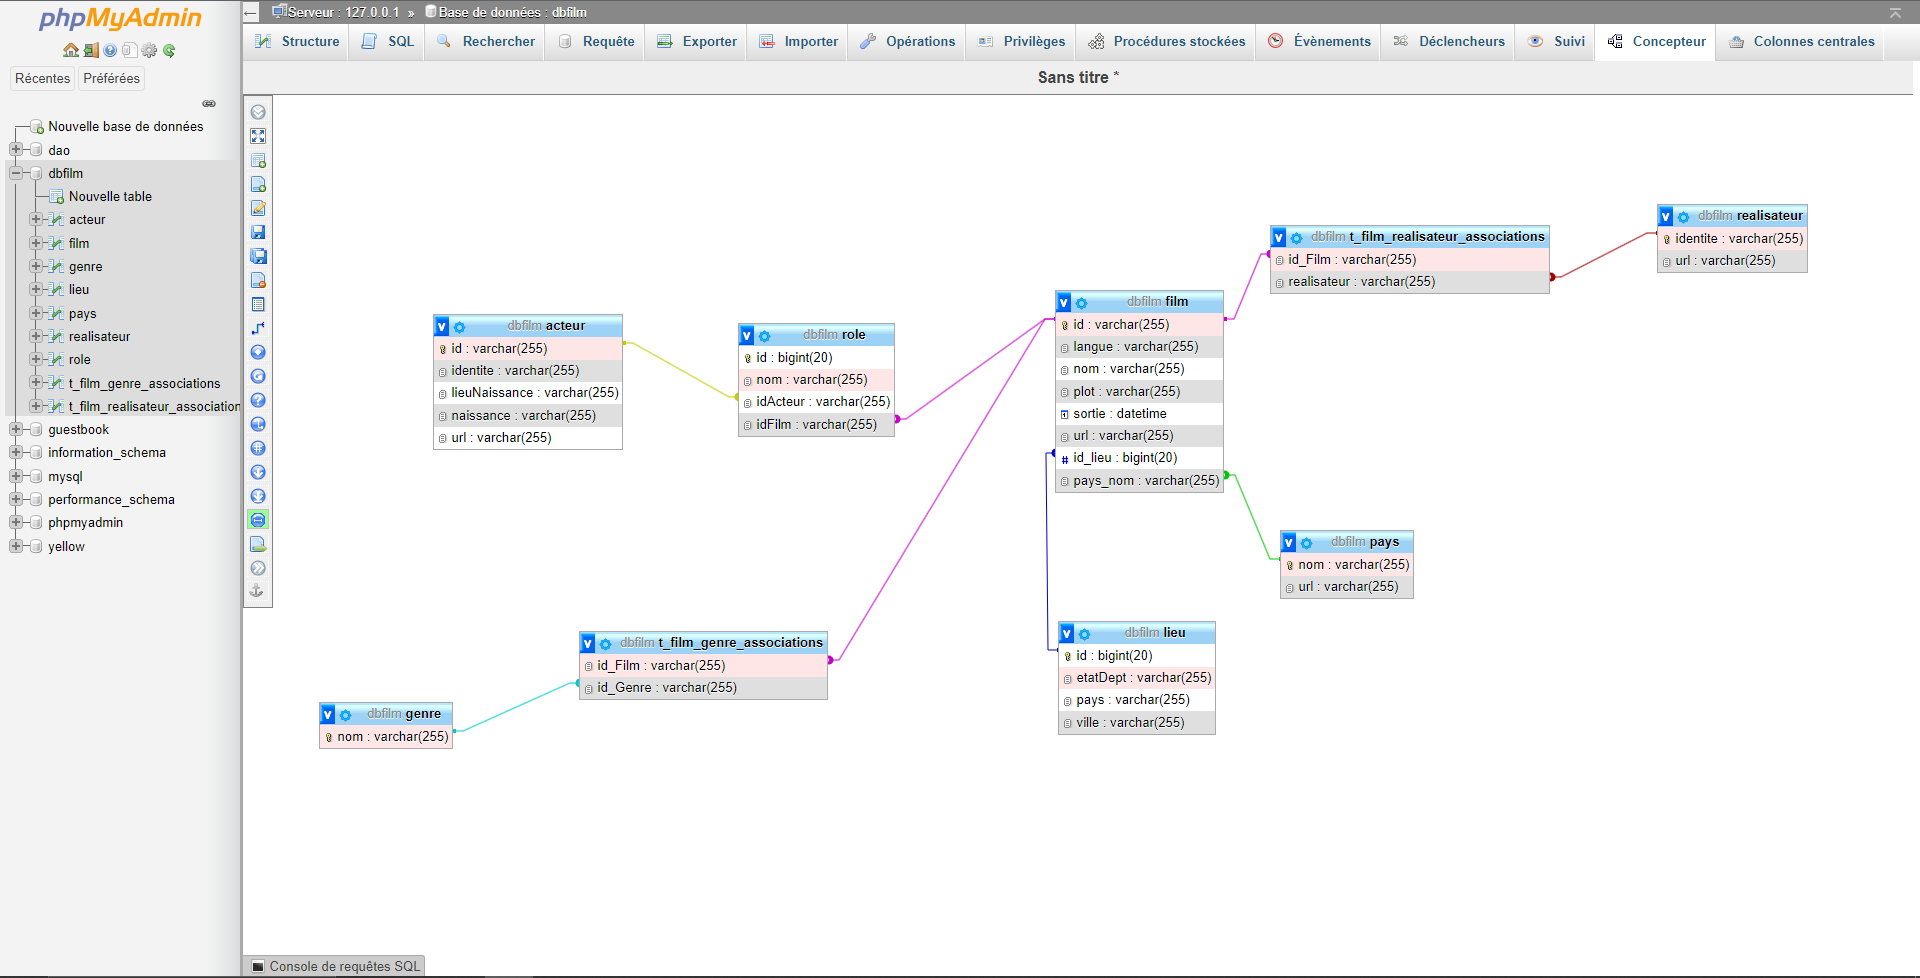 phpMyAdmin
Récentes
Préférées
Nouvelle base de données
dao
dbfilm
Nouvelle table
acteur
film
genre
lieu
pays
realisateur
role
t_film_genre_associations
t_film_realisateur_association
guestbook
information_schema
mysql
performance_schema
phpmyadmin
yellow
Serveur : 127.0.0.1 » Base de données : dbfilm
Structure
SQL
Rechercher
Requête
Exporter
Importer
Opérations
Privilèges
Procédures stockées
Évènements
Déclencheurs
Suivi
Concepteur
Colonnes centrales
Sans titre *
dbfilm realisateur
identite : varchar(255)
url : varchar(255)
dbfilm t_film_realisateur_associations
id_Film : varchar(255)
realisateur : varchar(255)
dbfilm film
id : varchar(255)
langue : varchar(255)
nom : varchar(255)
plot : varchar(255)
sortie : datetime
url : varchar(255)
id_lieu : bigint(20)
pays_nom : varchar(255)
dbfilm acteur
id : varchar(255)
identite : varchar(255)
lieuNaissance : varchar(255)
naissance : varchar(255)
url : varchar(255)
dbfilm role
id : bigint(20)
nom : varchar(255)
idActeur : varchar(255)
idFilm : varchar(255)
dbfilm pays
nom : varchar(255)
url : varchar(255)
dbfilm lieu
id : bigint(20)
etatDept : varchar(255)
pays : varchar(255)
ville : varchar(255)
dbfilm t_film_genre_associations
id_Film : varchar(255)
id_Genre : varchar(255)
dbfilm genre
nom : varchar(255)
Console de requêtes SQL